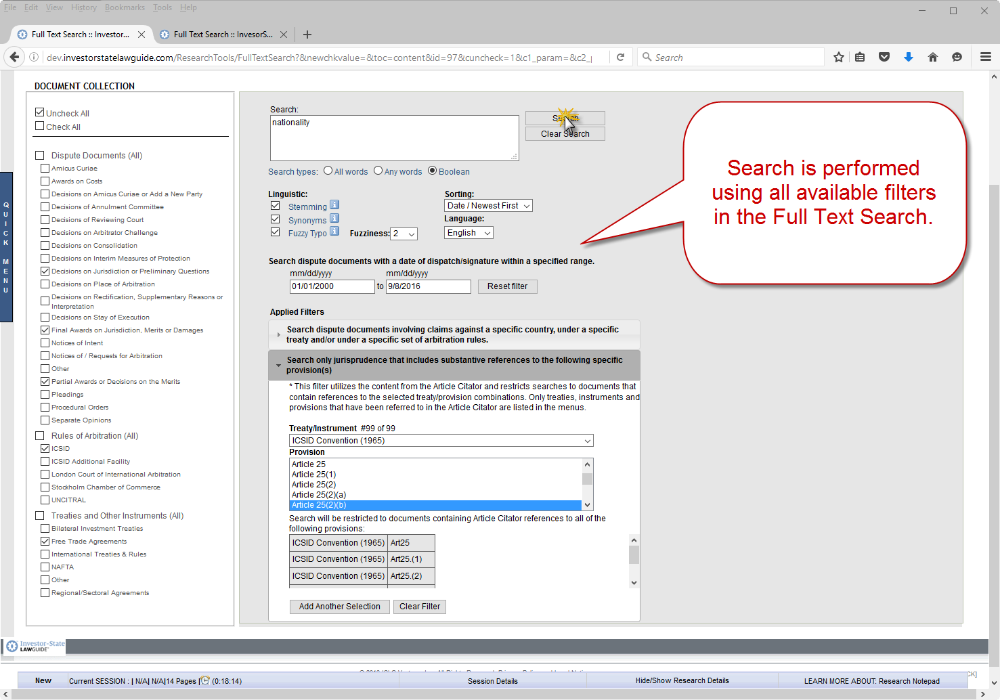 File Edit View History Bookmarks Tools Help
Full Text Search :: Investor...
Full Text Search :: InvesorS...
dev.investorstatelawguide.com/ResearchTools/FullTextSearch?&newchkvalue=&toc=content&id=97&cuncheck=1&c1_param=&c2_p
Search
DOCUMENT COLLECTION
Uncheck All
Check All
Dispute Documents (All)
Amicus Curiae
Awards on Costs
Decisions on Amicus Curiae or Add a New Party
Decisions of Annulment Committee
Decisions of Reviewing Court
Decisions on Arbitrator Challenge
Decisions on Consolidation
Decisions on Interim Measures of Protection
Decisions on Jurisdiction or Preliminary Questions
Decisions on Place of Arbitration
Decisions on Rectification, Supplementary Reasons or
Interpretation
Decisions on Stay of Execution
Final Awards on Jurisdiction, Merits or Damages
Notices of Intent
Notices of / Requests for Arbitration
Other
Partial Awards or Decisions on the Merits
Pleadings
Procedural Orders
Separate Opinions
Rules of Arbitration (All)
ICSID
ICSID Additional Facility
London Court of International Arbitration
Stockholm Chamber of Commerce
UNCITRAL
Treaties and Other Instruments (All)
Bilateral Investment Treaties
Free Trade Agreements
International Treaties & Rules
NAFTA
Other
Regional/Sectoral Agreements
QUICK MENU
Search:
nationality
Search
Clear Search
Search types: All words Any words Boolean
Linguistic:
Stemming
Synonyms
Fuzzy Typo
Fuzziness: 2
Sorting:
Date / Newest First
Language:
English
Search dispute documents with a date of dispatch/signature within a specified range.
mm/dd/yyyy mm/dd/yyyy
01/01/2000 to 9/8/2016 Reset filter
Applied Filters
Search dispute documents involving claims against a specific country, under a specific
treaty and/or under a specific set of arbitration rules.
Search only jurisprudence that includes substantive references to the following specific
provision(s)
* This filter utilizes the content from the Article Citator and restricts searches to documents that
contain references to the selected treaty/provision combinations. Only treaties, instruments and
provisions that have been referred to in the Article Citator are listed in the menus.
Treaty/Instrument #99 of 99
ICSID Convention (1965)
Provision
Article 25
Article 25(1)
Article 25(2)
Article 25(2)(a)
Article 25(2)(b)
Search will be restricted to documents containing Article Citator references to all of the
following provisions:
ICSID Convention (1965) Art25
ICSID Convention (1965) Art25.(1)
ICSID Convention (1965) Art25.(2)
Add Another Selection Clear Filter
Search is performed
using all available filters
in the Full Text Search.
Investor-State
LAWGUIDE
New Current SESSION : | N/A| N/A|14 Pages | (0:18:14) Session Details Hide/Show Research Details LEARN MORE ABOUT: Research Notepad